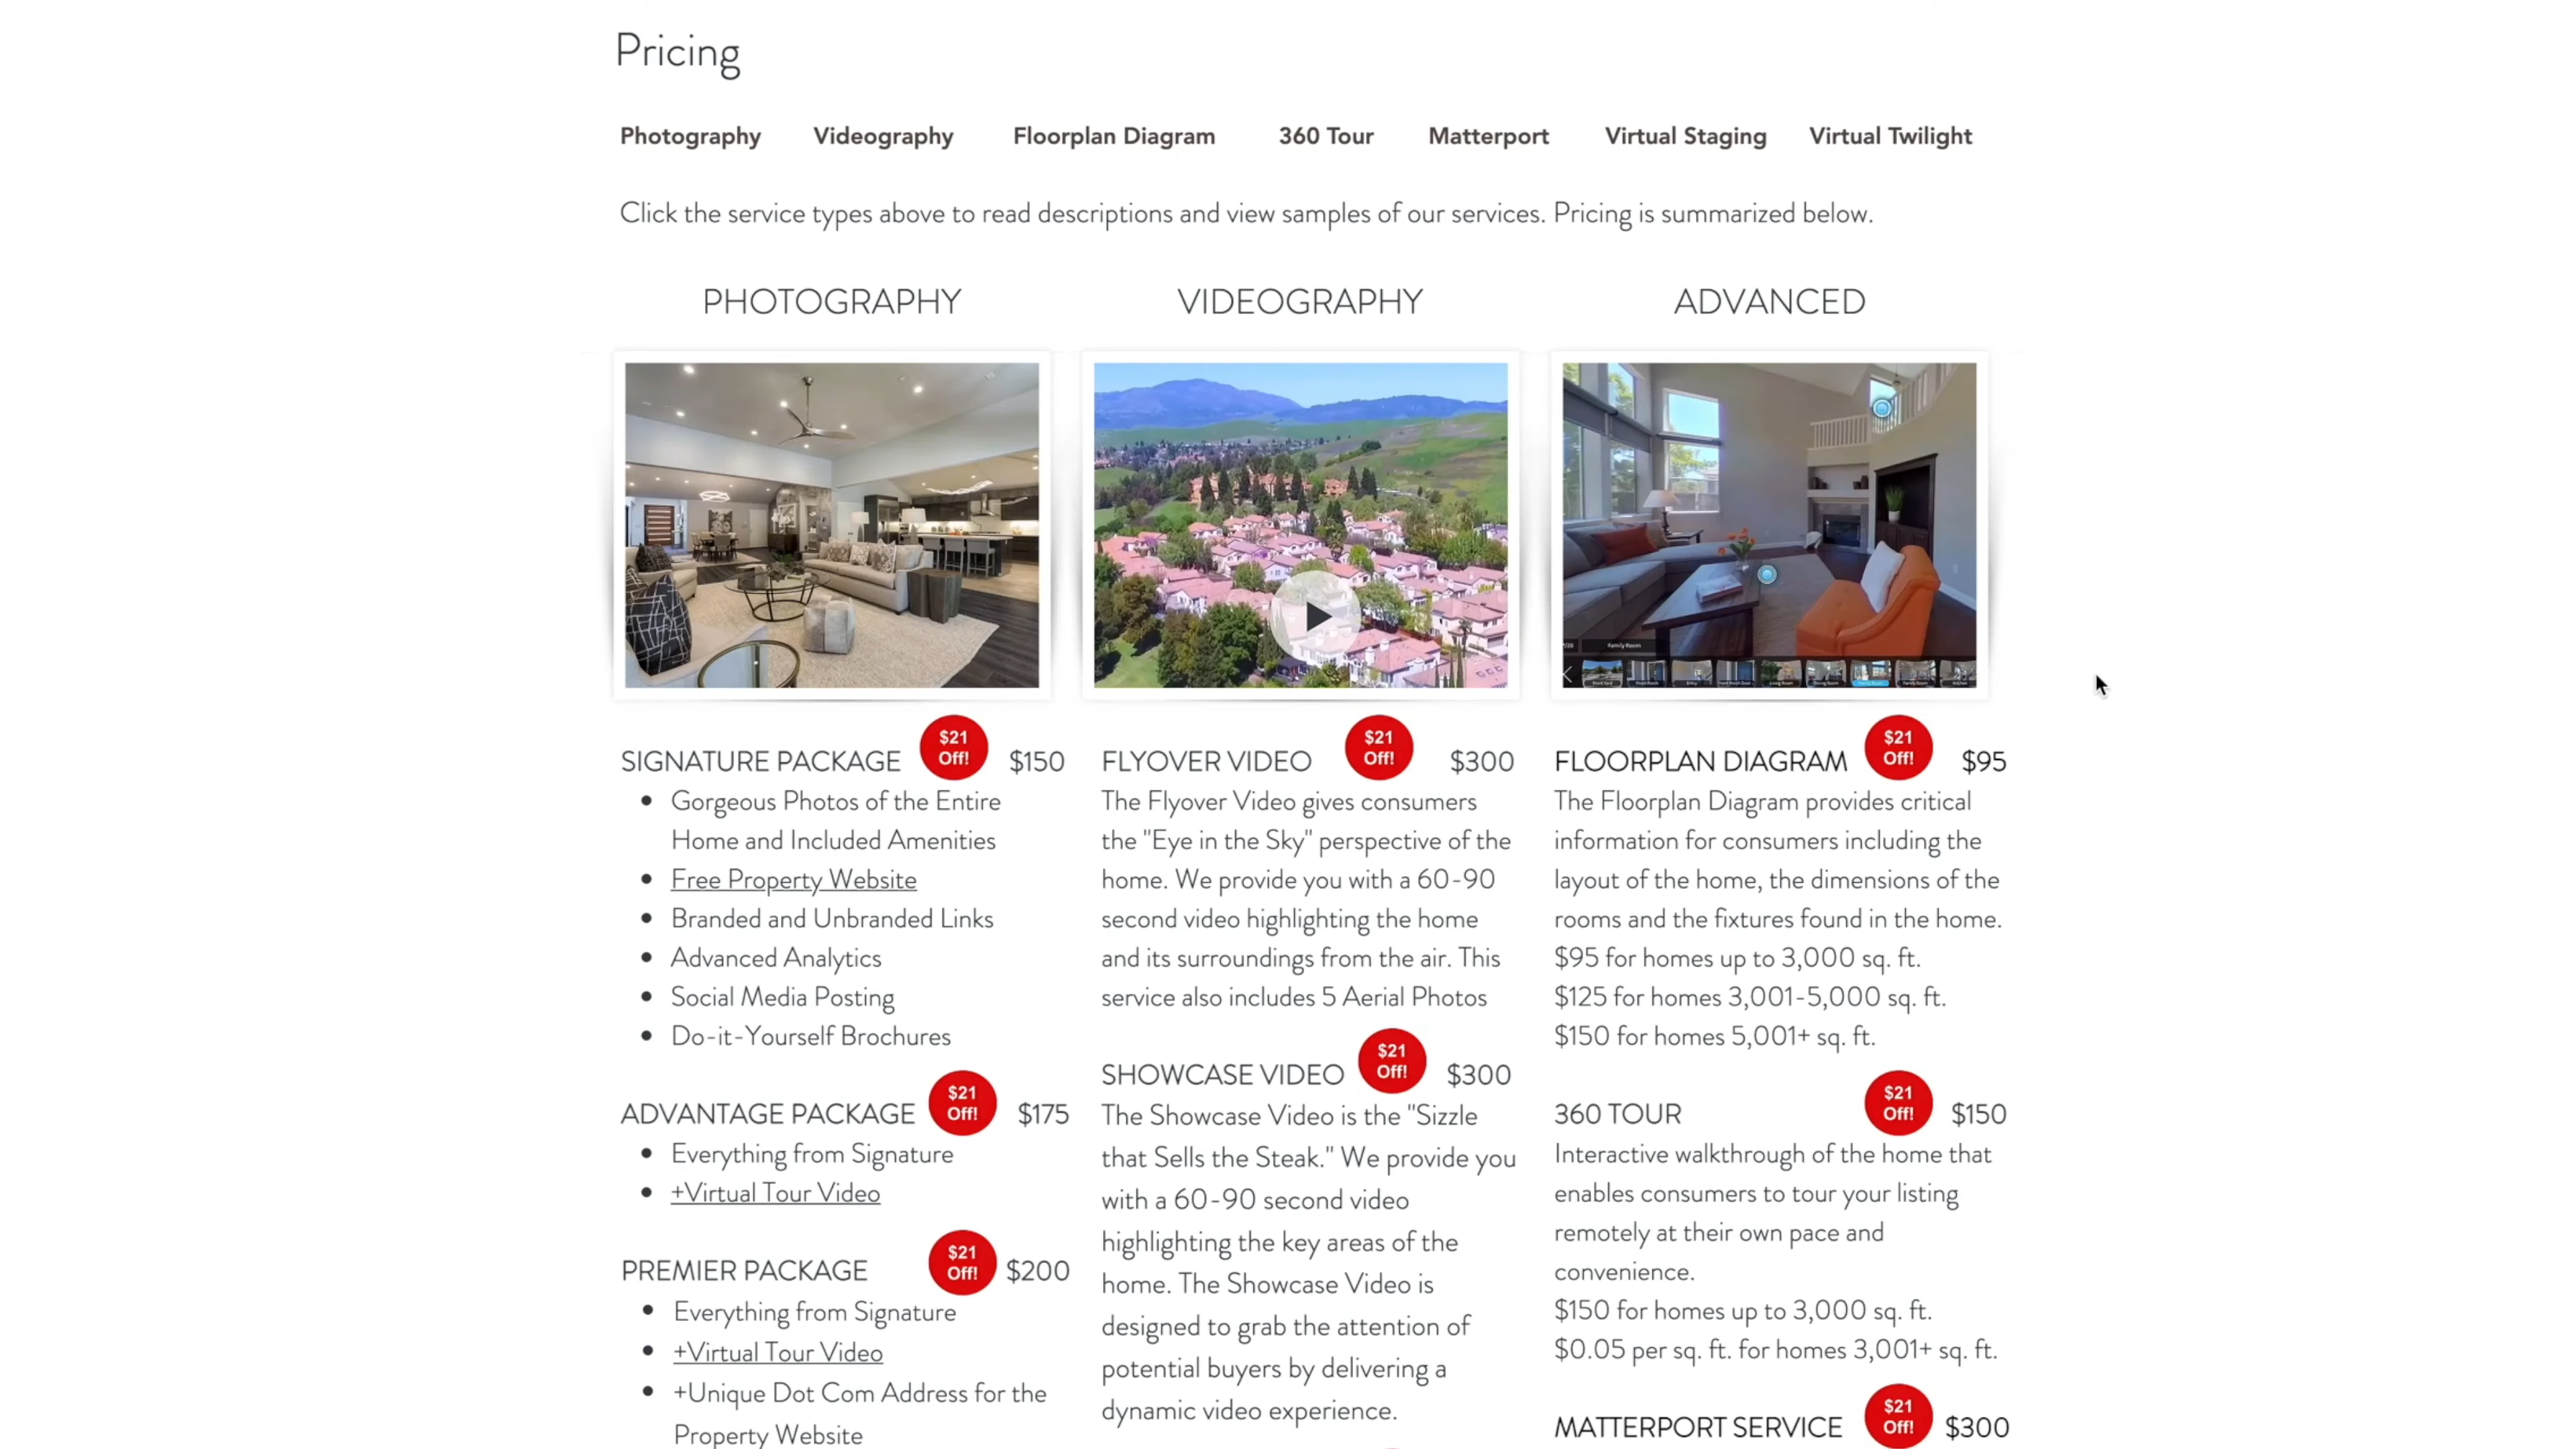 Pricing
Photography Videography Floorplan Diagram 360 Tour Matterport Virtual Staging Virtual Twilight
Click the service types above to read descriptions and view samples of our services. Pricing is summarized below.
PHOTOGRAPHY
SIGNATURE PACKAGE $21 Off! $150
Gorgeous Photos of the Entire
Home and Included Amenities
Free Property Website
Branded and Unbranded Links
Advanced Analytics
Social Media Posting
Do-it-Yourself Brochures
ADVANTAGE PACKAGE $21 Off! $175
Everything from Signature
+Virtual Tour Video
PREMIER PACKAGE $21 Off! $200
Everything from Signature
+Virtual Tour Video
+Unique Dot Com Address for the
Property Website
VIDEOGRAPHY
FLYOVER VIDEO $21 Off! $300
The Flyover Video gives consumers
the "Eye in the Sky" perspective of the
home. We provide you with a 60-90
second video highlighting the home
and its surroundings from the air. This
service also includes 5 Aerial Photos
SHOWCASE VIDEO $21 Off! $300
The Showcase Video is the "Sizzle
that Sells the Steak." We provide you
with a 60-90 second video
highlighting the key areas of the
home. The Showcase Video is
designed to grab the attention of
potential buyers by delivering a
dynamic video experience.
ADVANCED
Family Room
FLOORPLAN DIAGRAM $21 Off! $95
The Floorplan Diagram provides critical
information for consumers including the
layout of the home, the dimensions of the
rooms and the fixtures found in the home.
$95 for homes up to 3,000 sq. ft.
$125 for homes 3,001-5,000 sq. ft.
$150 for homes 5,001+ sq. ft.
360 TOUR $21 Off! $150
Interactive walkthrough of the home that
enables consumers to tour your listing
remotely at their own pace and
convenience.
$150 for homes up to 3,000 sq. ft.
$0.05 per sq. ft. for homes 3,001+ sq. ft.
MATTERPORT SERVICE $21 Off! $300